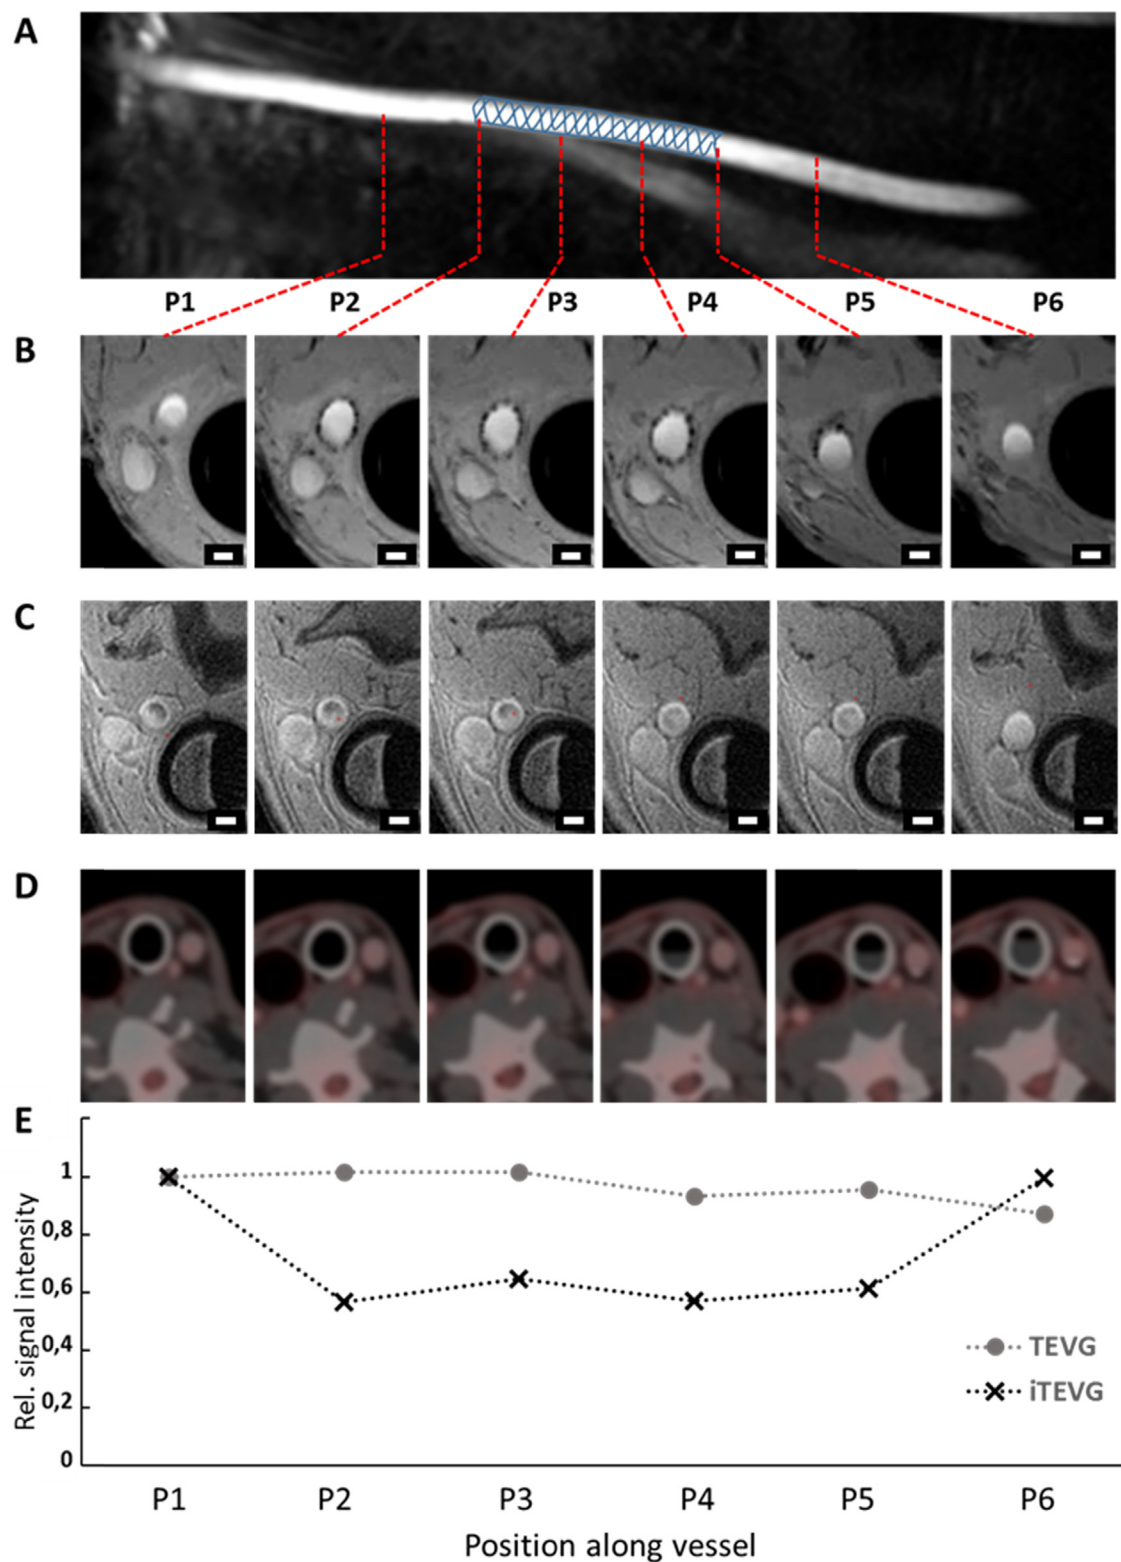 A
P1 P2 P3 P4 P5 P6
B
C
D
E
Rel. signal intensity
1
0,8
0,6
0,4
0,2
0
TEVG
iTEVG
P1 P2 P3 P4 P5 P6
Position along vessel